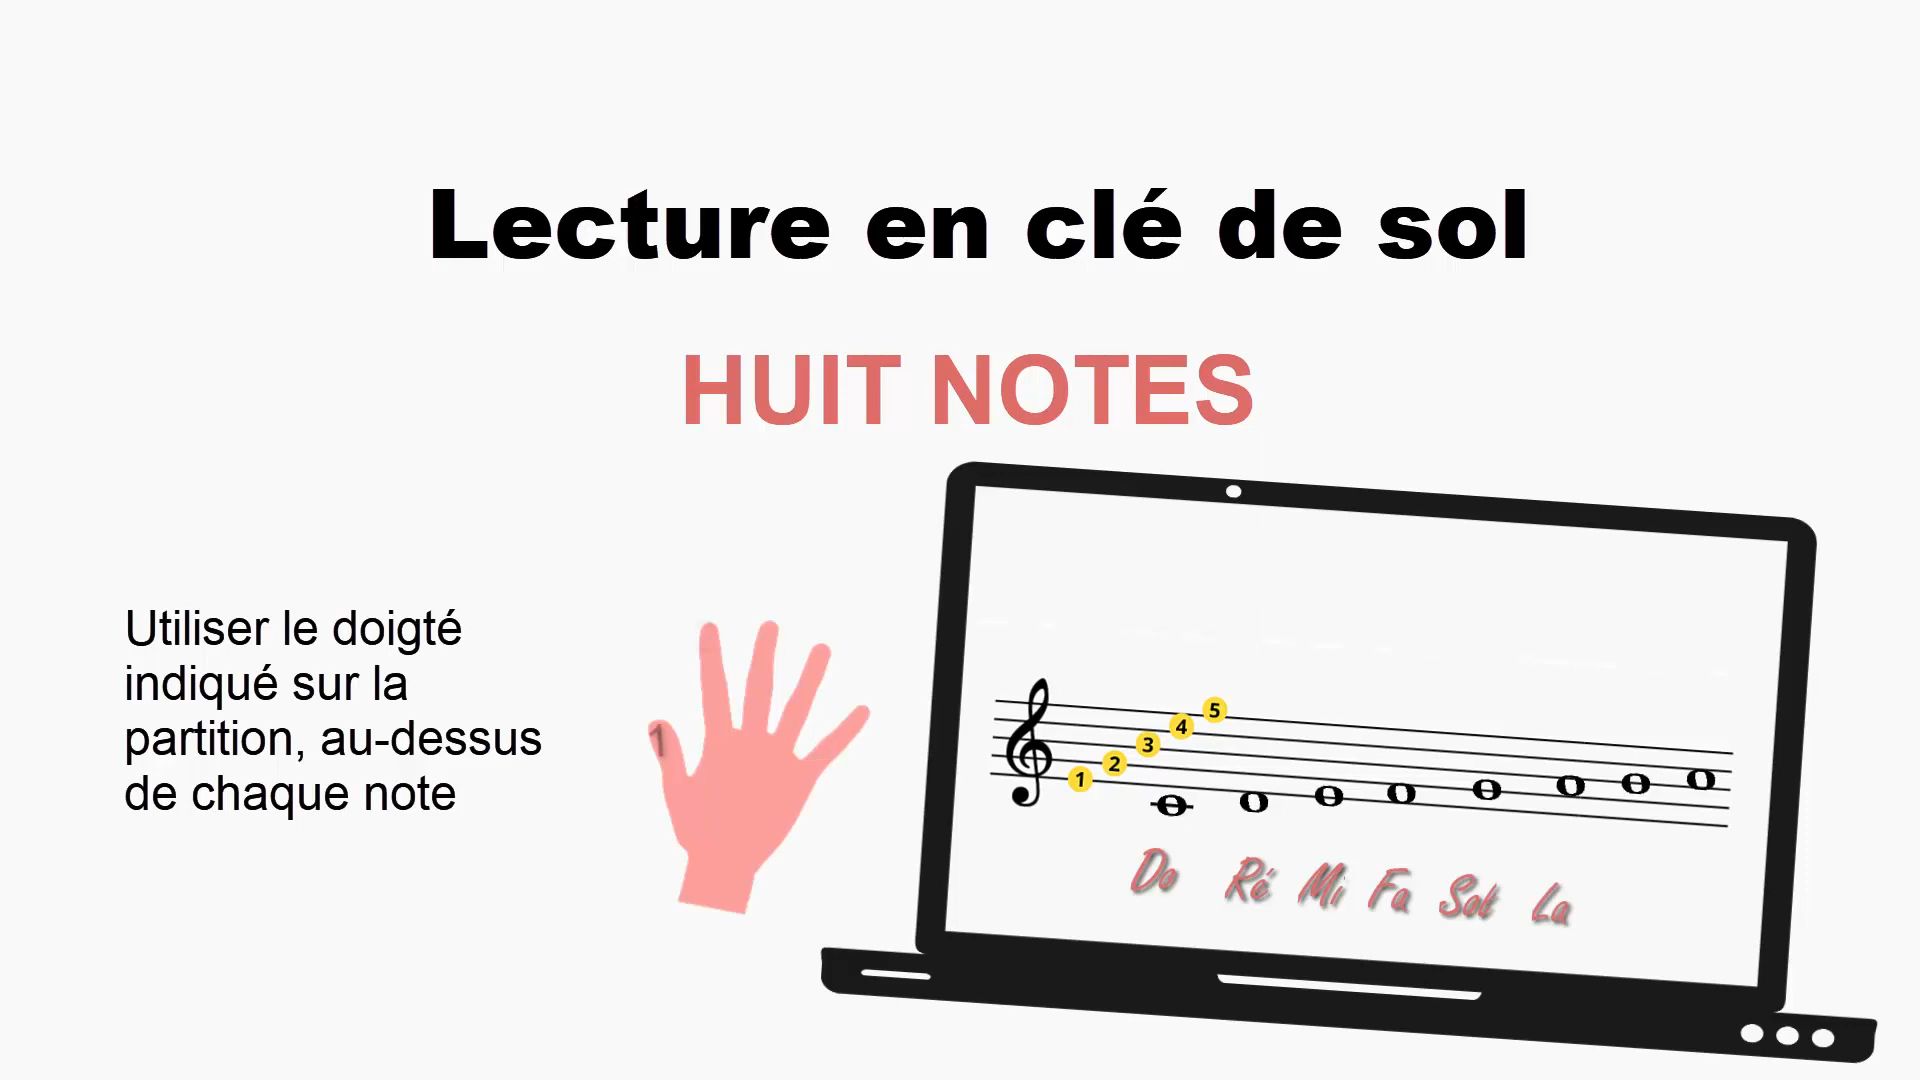 Lecture en clé de sol
HUIT NOTES
Utiliser le doigté
indiqué sur la
partition, au-dessus
de chaque note
1
1 2 3 4 5
Do Ré Mi Fa Sol La